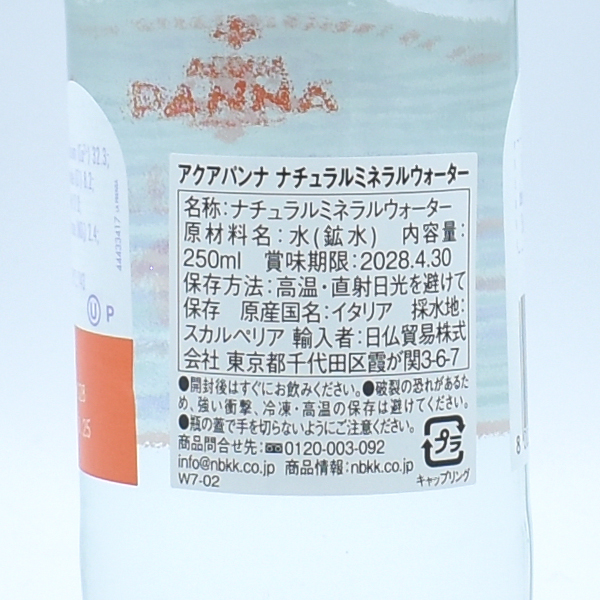 PANNA
32.3;
8.2;
2.4;
44433417
U P
25
アクアパンナ ナチュラルミネラルウォーター
名称:ナチュラルミネラルウォーター
原材料名:水(鉱水) 内容量:
250ml 賞味期限:2028.4.30
保存方法:高温・直射日光を避けて
保存 原産国名:イタリア 採水地:
スカルペリア 輸入者:日仏貿易株式
会社 東京都千代田区霞が関3-6-7
●開封後はすぐにお飲みください。●破裂の恐れがあるた
め、強い衝撃、冷凍・高温の保存は避けてください。
●瓶の蓋で手を切らないようにご注意ください。
商品問合せ先:0120-003-092
info@nbkk.co.jp 商品情報:nbkk.co.jp
W7-02
プラ
キャップリング
8